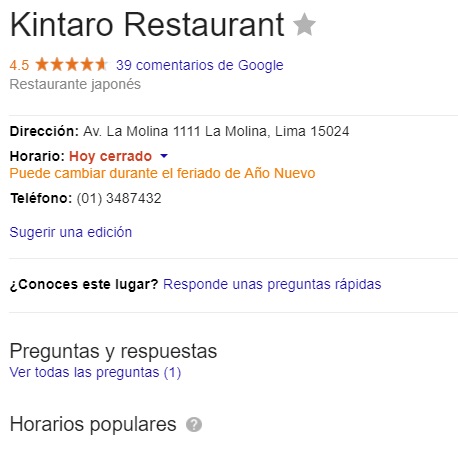 Kintaro Restaurant
4.5 39 comentarios de Google
Restaurante japonés
Dirección: Av. La Molina 1111 La Molina, Lima 15024
Horario: Hoy cerrado
Puede cambiar durante el feriado de Año Nuevo
Teléfono: (01) 3487432
Sugerir una edición
¿Conoces este lugar? Responde unas preguntas rápidas
Preguntas y respuestas
Ver todas las preguntas (1)
Horarios populares ?